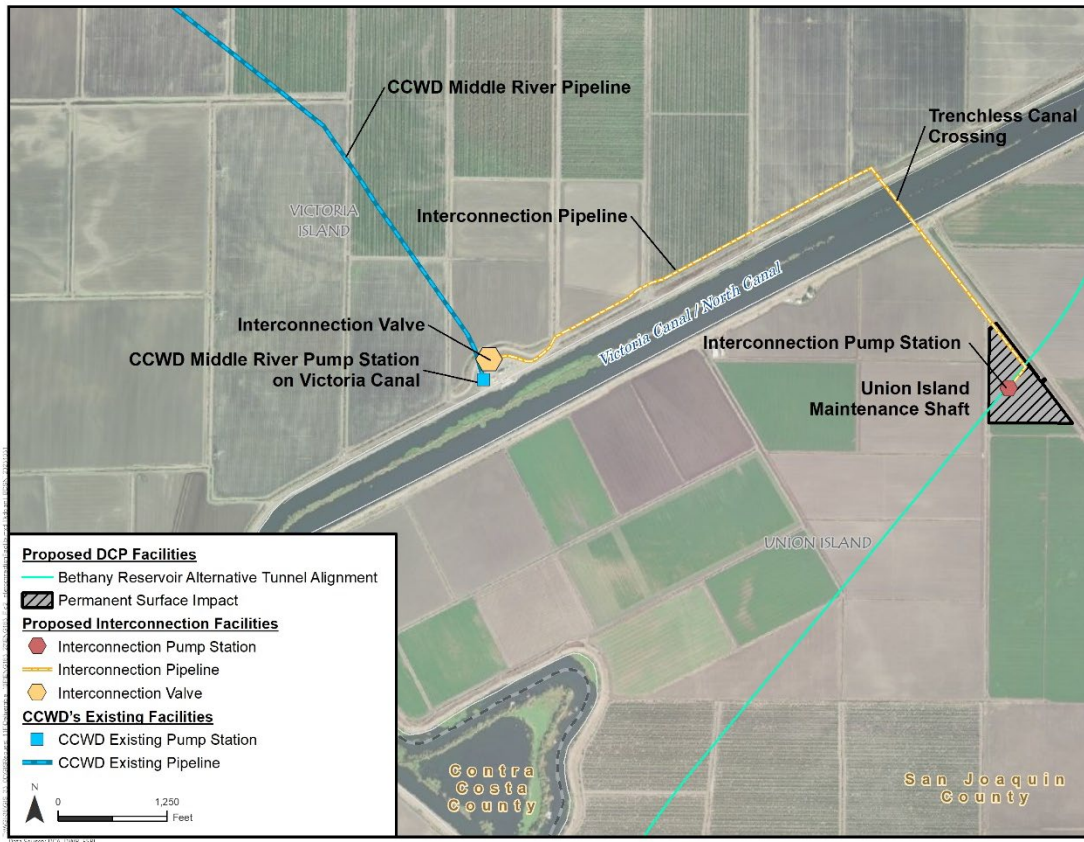 CCWD Middle River Pipeline
Trenchless Canal
Crossing
VICTORIA
ISLAND
Interconnection Pipeline
Victoria Canal / North Canal
Interconnection Valve
CCWD Middle River Pump Station
on Victoria Canal
Interconnection Pump Station
Union Island
Maintenance Shaft
UNION ISLAND
Contra
Costa
County
San Joaquin
County
Proposed DCP Facilities
Bethany Reservoir Alternative Tunnel Alignment
Permanent Surface Impact
Proposed Interconnection Facilities
Interconnection Pump Station
Interconnection Pipeline
Interconnection Valve
CCWD's Existing Facilities
CCWD Existing Pump Station
CCWD Existing Pipeline
N
0 1,250
Feet